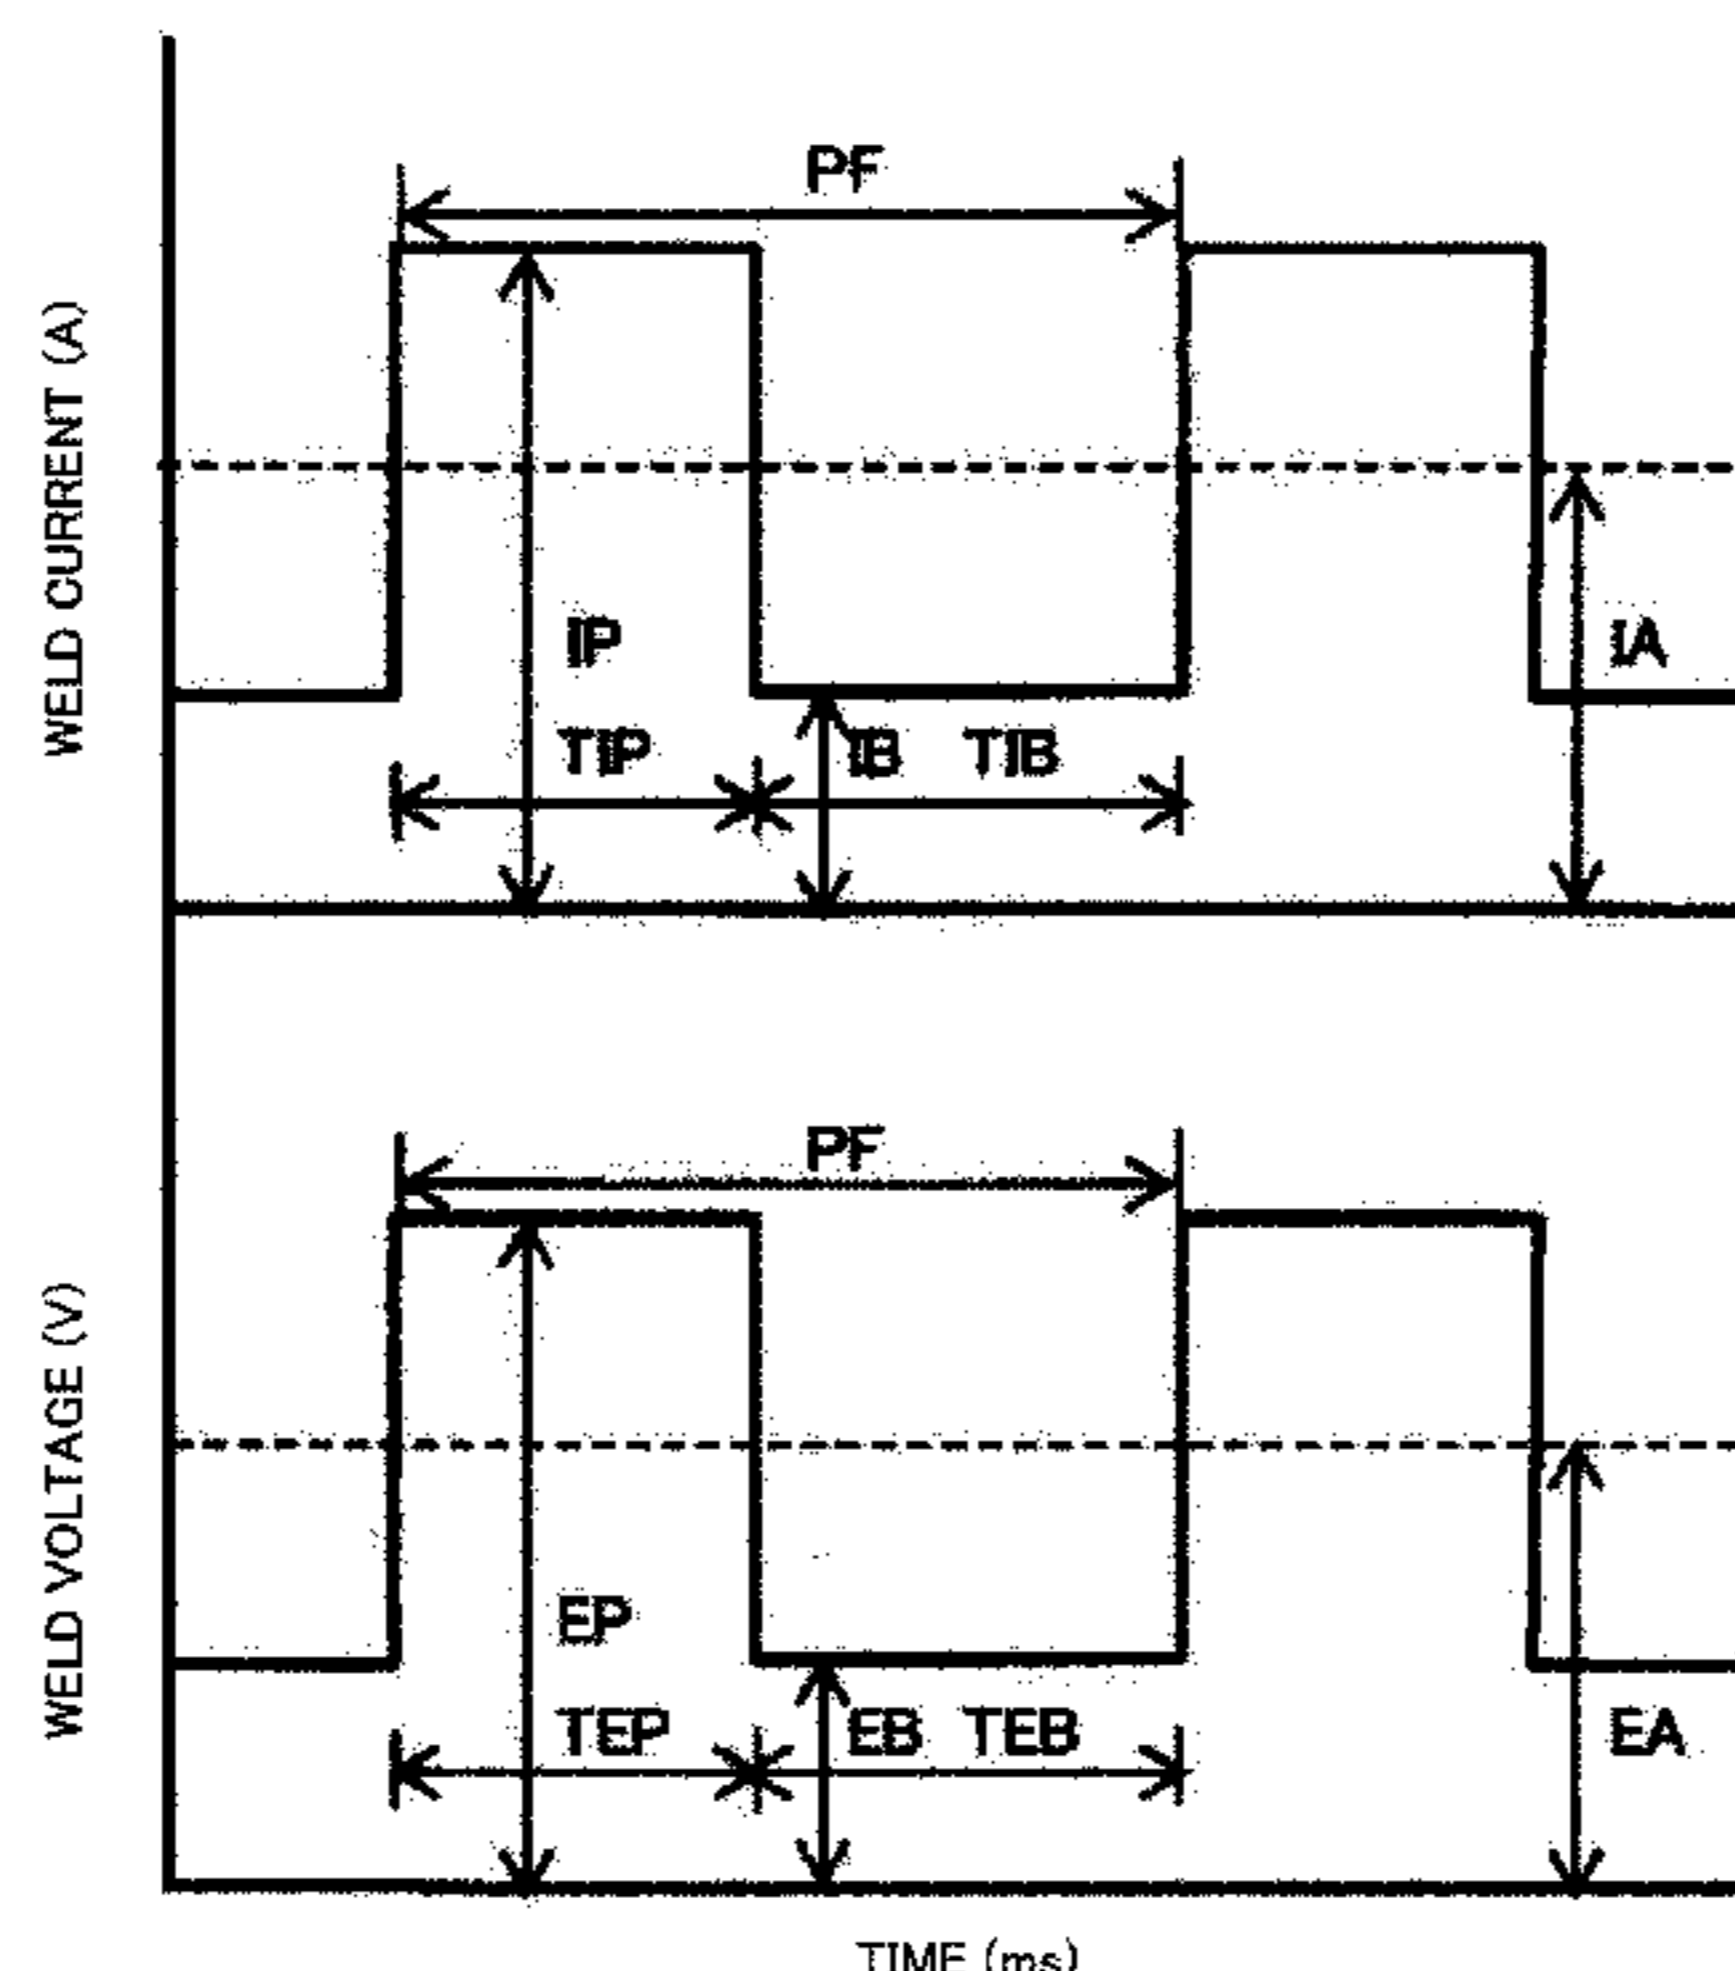 WELD CURRENT (A)
PF
IP
IA
TIP
IB
TIB
WELD VOLTAGE (V)
PF
EP
TEP
EB
TEB
EA
TIME (ms)